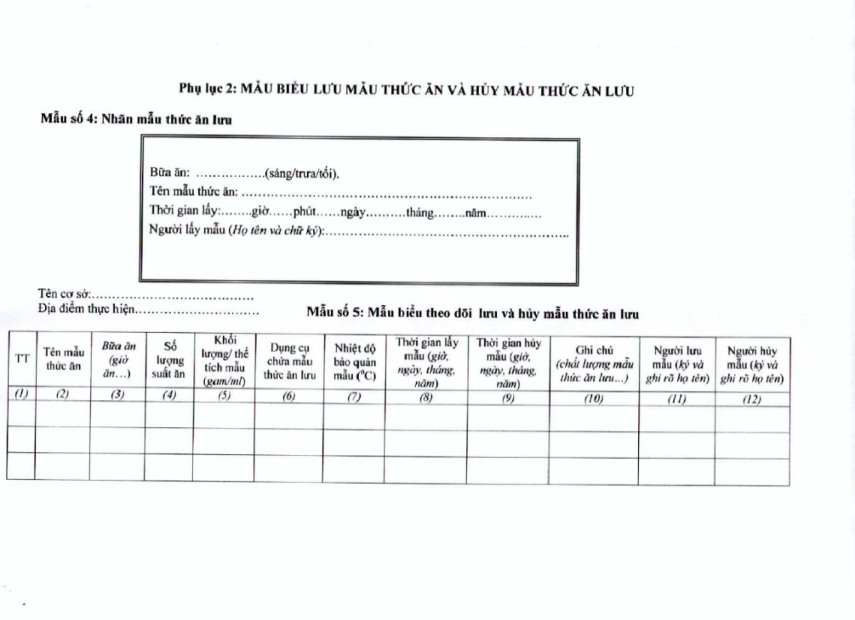 Phụ lục 2: MẪU BIỂU LƯU MẪU THỨC ĂN VÀ HỦY MẪU THỨC ĂN LƯU
Mẫu số 4: Nhãn mẫu thức ăn lưu
Bữa ăn: ................(sáng/trưa/tối).
Tên mẫu thức ăn: ................................................................
Thời gian lấy:........giờ......phút......ngày..........tháng........năm..............
Người lấy mẫu (Họ tên và chữ ký):..............................................................
Tên cơ sở:..........................................
Địa điểm thực hiện................................
Mẫu số 5: Mẫu biểu theo dõi lưu và hủy mẫu thức ăn lưu
TT
Tên mẫu
thức ăn
Bữa ăn
(giờ
ăn...)
Số
lượng
suất ăn
Khối
lượng/ thể
tích mẫu
(gam/ml)
Dụng cụ
chứa mẫu
thức ăn lưu
Nhiệt độ
bảo quản
mẫu (⁰C)
Thời gian lấy
mẫu (giờ,
ngày, tháng,
năm)
Thời gian hủy
mẫu (giờ,
ngày, tháng,
năm)
Ghi chú
(chất lượng mẫu
thức ăn lưu...)
Người lưu
mẫu (ký và
ghi rõ họ tên)
Người hủy
mẫu (ký và
ghi rõ họ tên)
(1) (2) (3) (4) (5) (6) (7) (8) (9) (10) (11) (12)